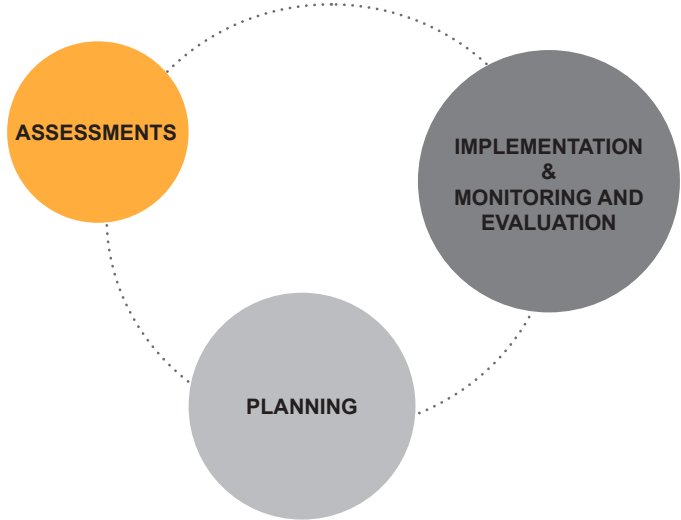 ASSESSMENTS
IMPLEMENTATION
&
MONITORING AND
EVALUATION
PLANNING